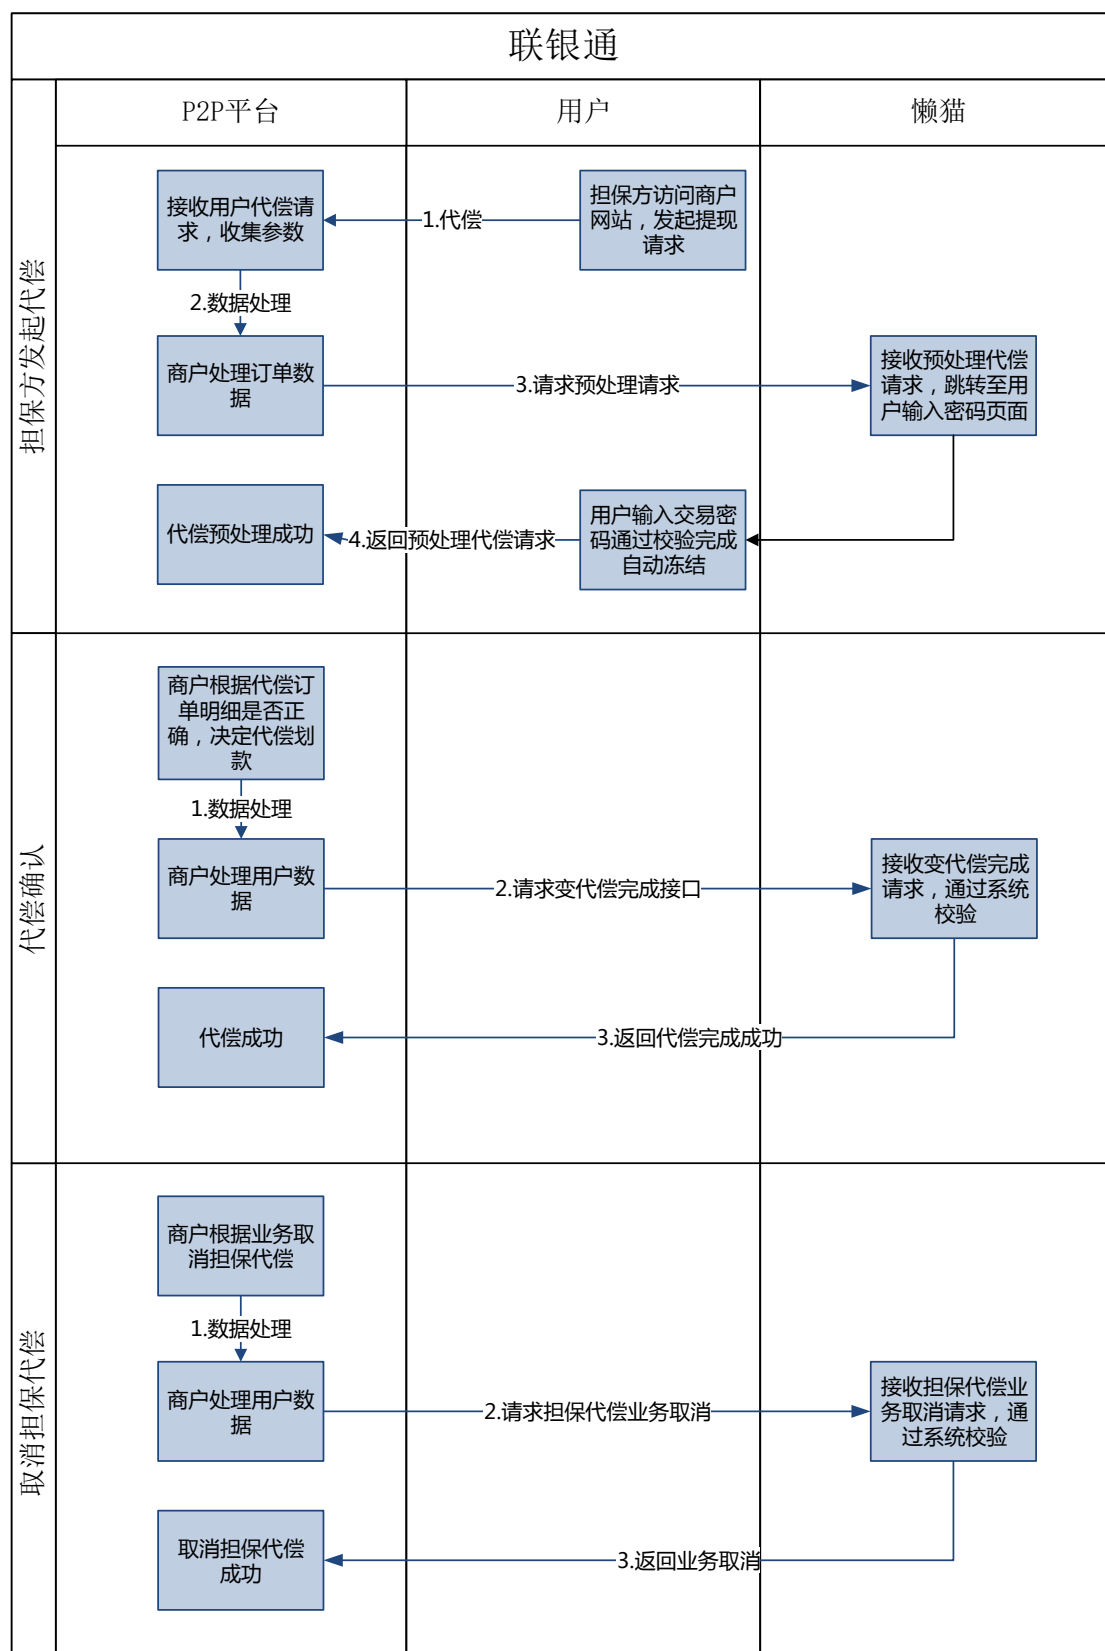 联银通
P2P平台
用户
懒猫
担保方发起代偿
接收用户代偿请
求，收集参数
1.代偿
担保方访问商户
网站，发起提现
请求
2.数据处理
商户处理订单数
据
3.请求预处理请求
接收预处理代偿
请求，跳转至用
户输入密码页面
代偿预处理成功
4.返回预处理代偿请求
用户输入交易密
码通过校验完成
自动冻结
代偿确认
商户根据代偿订
单明细是否正
确，决定代偿划
款
1.数据处理
商户处理用户数
据
2.请求变代偿完成接口
接收变代偿完成
请求，通过系统
校验
代偿成功
3.返回代偿完成成功
取消担保代偿
商户根据业务取
消担保代偿
1.数据处理
商户处理用户数
据
2.请求担保代偿业务取消
接收担保代偿业
务取消请求，通
过系统校验
取消担保代偿
成功
3.返回业务取消